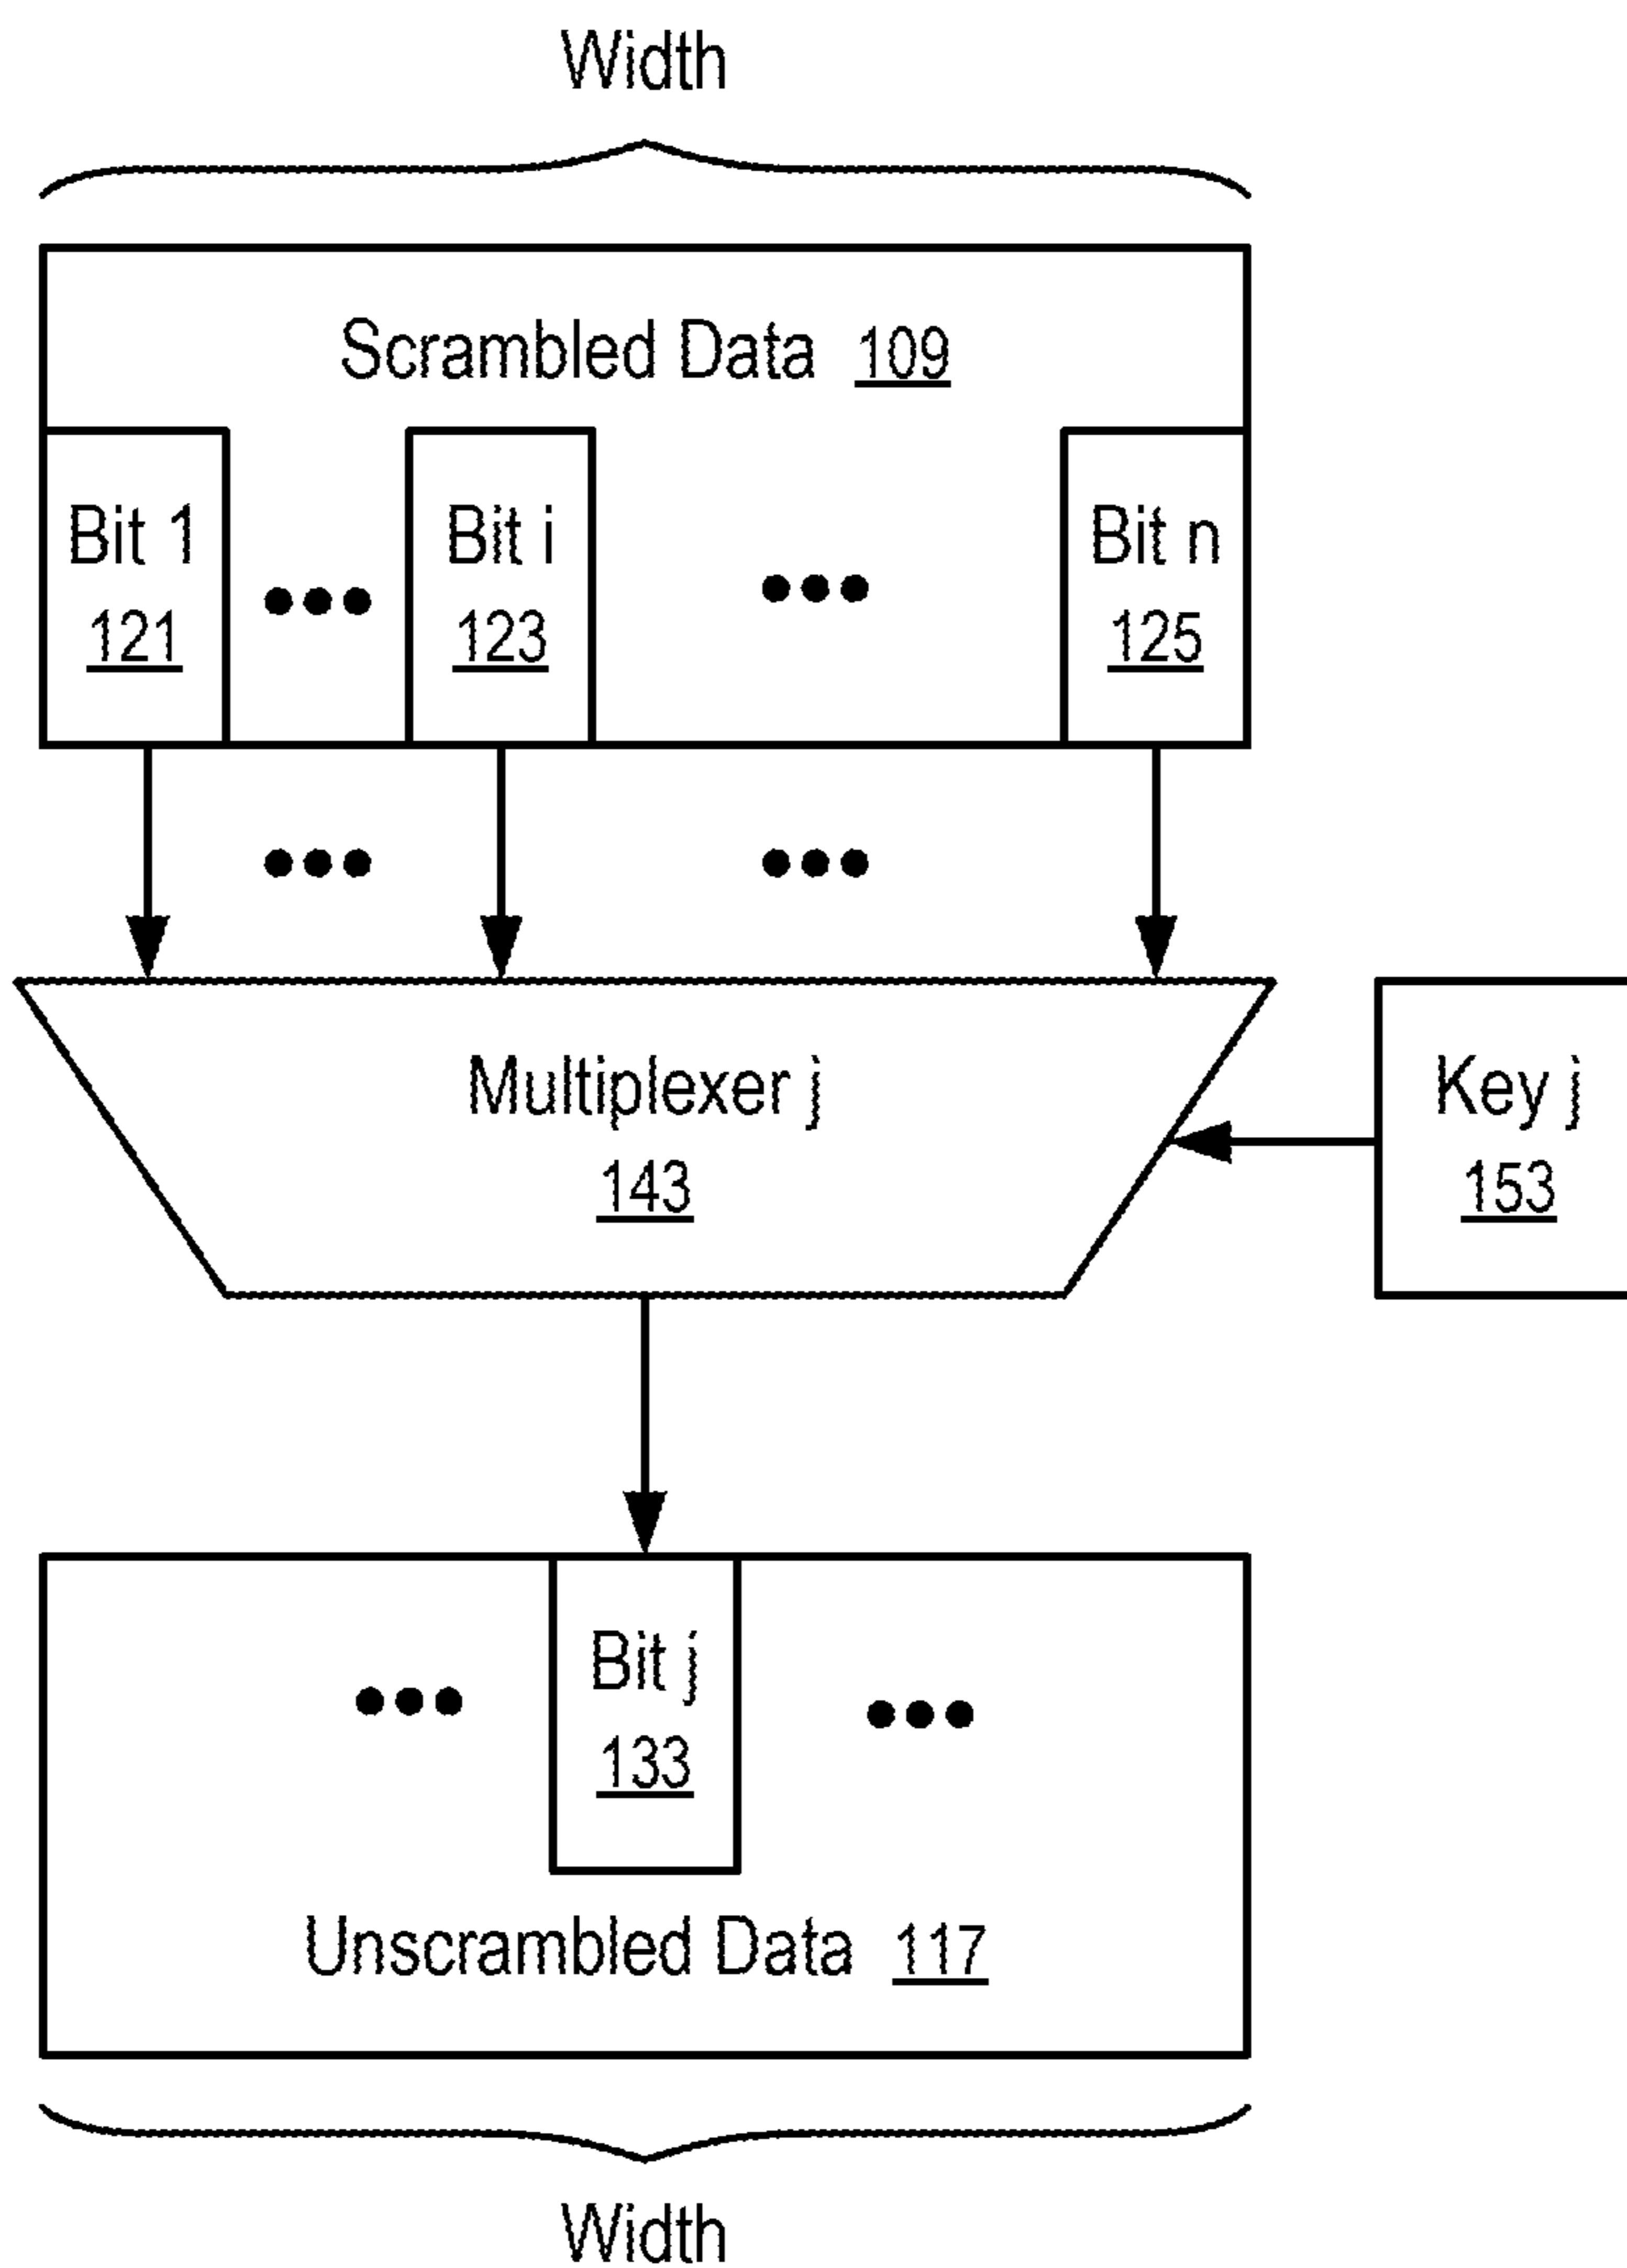 Width
Scrambled Data 109
Bit 1
121
Bit i
123
Bit n
125
Multiplexer j
143
Key j
153
Bit j
133
Unscrambled Data 117
Width